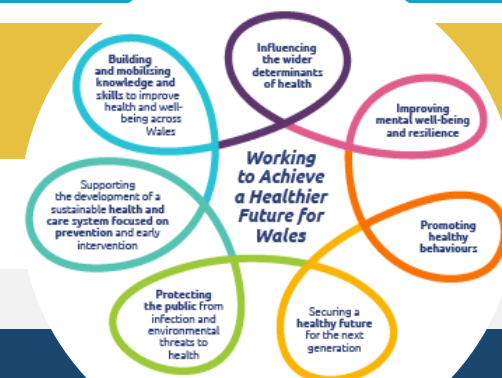 Influencing
the wider
determinants
of health
Improving
mental well-being
and resilience
Promoting
healthy
behaviours
Securing a
healthy future
for the next
generation
Protecting
the public from
infection and
environmental
threats to
health
Supporting
the development of a
sustainable health and
care system focused on
prevention and early
intervention
Building
and mobilising
knowledge and
skills to improve
health and well-
being across
Wales
Working
to Achieve
a Healthier
Future for
Wales